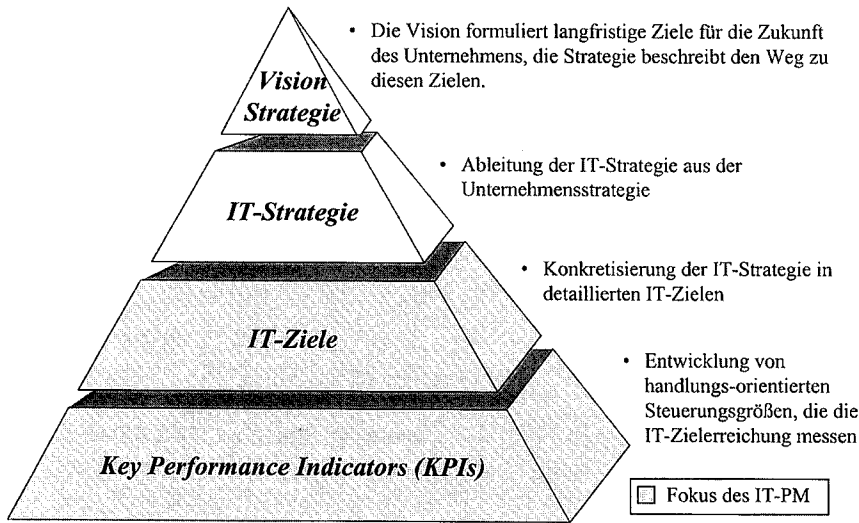 • Die Vision formuliert langfristige Ziele für die Zukunft
des Unternehmens, die Strategie beschreibt den Weg zu
diesen Zielen.
Vision
Strategie
• Ableitung der IT-Strategie aus der
Unternehmensstrategie
IT-Strategie
• Konkretisierung der IT-Strategie in
detaillierten IT-Zielen
IT-Ziele
• Entwicklung von
handlungs-orientierten
Steuerungsgrößen, die die
IT-Zielerreichung messen
Key Performance Indicators (KPIs)
Fokus des IT-PM